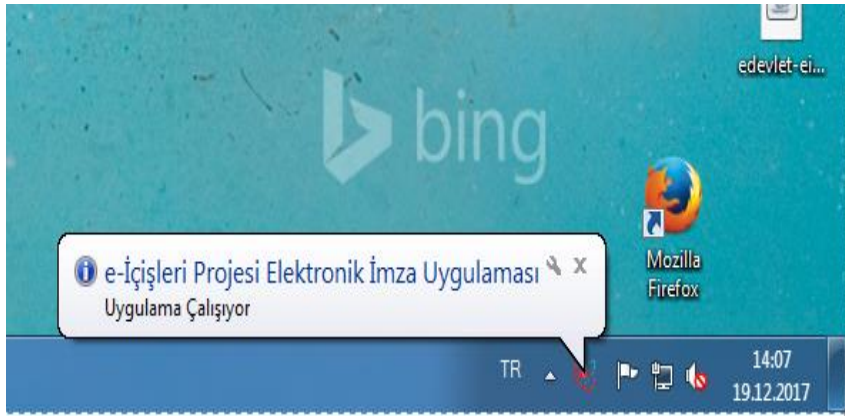 edevlet-ei...
bing
Mozilla
Firefox
e-İçişleri Projesi Elektronik İmza Uygulaması
Uygulama Çalışıyor
TR
14:07
19.12.2017